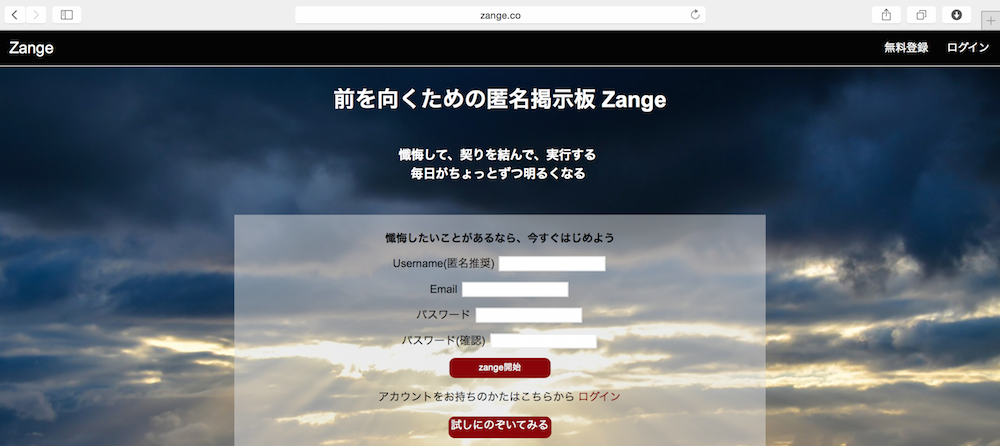 zange.co
Zange
無料登録
ログイン
前を向くための匿名掲示板 Zange
懺悔して、契りを結んで、実行する
毎日がちょっとずつ明るくなる
懺悔したいことがあるなら、今すぐはじめよう
Username(匿名推奨)
Email
パスワード
パスワード(確認)
zange開始
アカウントをお持ちのかたはこちらから ログイン
試しにのぞいてみる